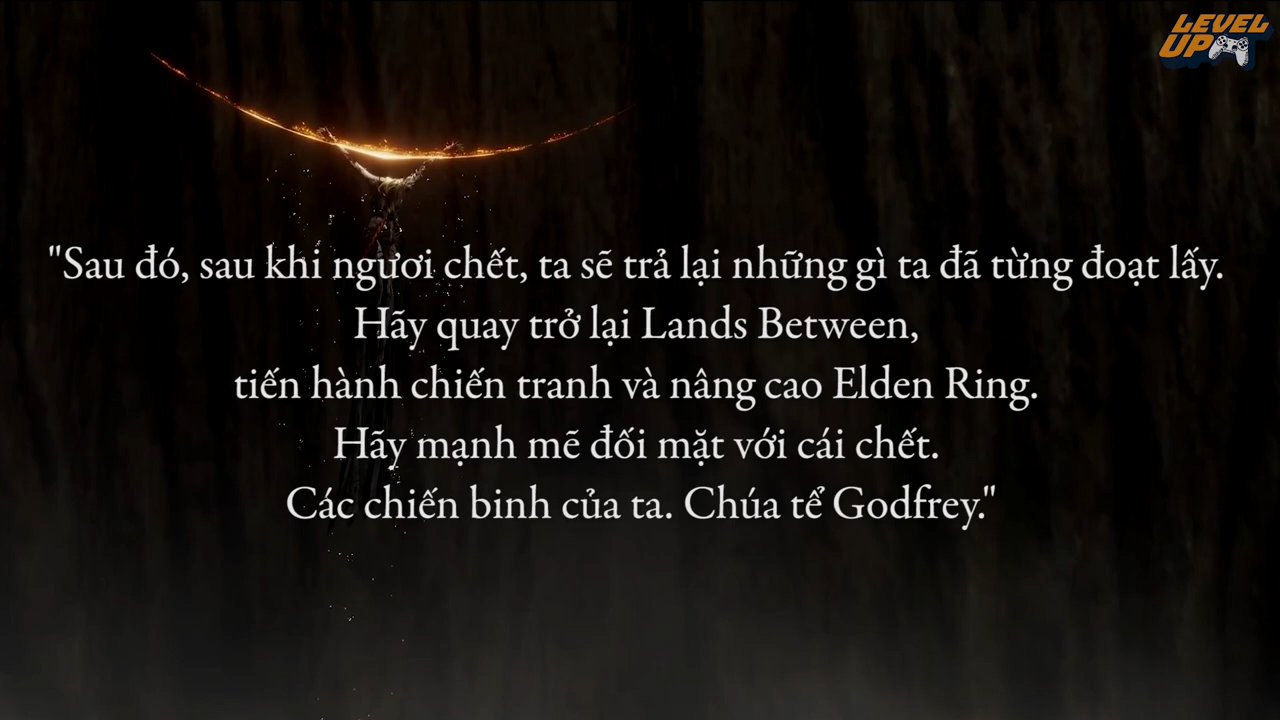 LEVEL
UP
"Sau đó, sau khi ngươi chết, ta sẽ trả lại những gì ta đã từng đoạt lấy.
Hãy quay trở lại Lands Between,
tiến hành chiến tranh và nâng cao Elden Ring.
Hãy mạnh mẽ đối mặt với cái chết.
Các chiến binh của ta. Chúa tể Godfrey."